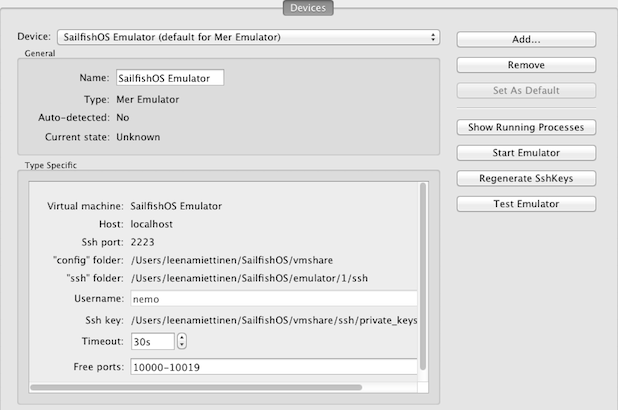 Devices
Device: SailfishOS Emulator (default for Mer Emulator)
Add...
General
Remove
Name: SailfishOS Emulator
Set As Default
Type: Mer Emulator
Auto-detected: No
Show Running Processes
Current state: Unknown
Start Emulator
Type Specific
Regenerate SshKeys
Virtual machine: SailfishOS Emulator
Test Emulator
Host: localhost
Ssh port: 2223
"config" folder: /Users/leenamiettinen/SailfishOS/vmshare
"ssh" folder: /Users/leenamiettinen/SailfishOS/emulator/1/ssh
Username: nemo
Ssh key: /Users/leenamiettinen/SailfishOS/vmshare/ssh/private_keys
Timeout: 30s
Free ports: 10000-10019